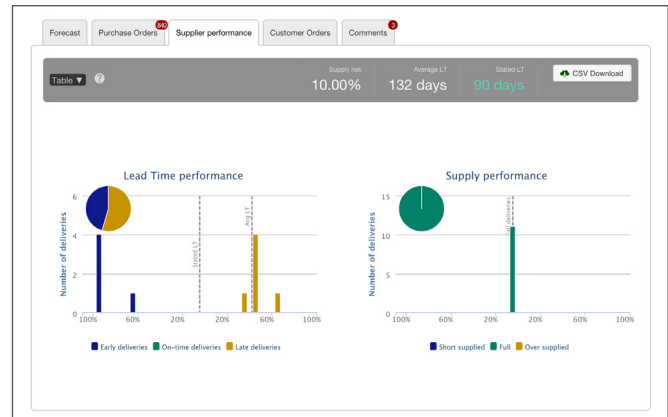 Forecast
Purchase Orders
840
Supplier performance
Customer Orders
Comments
3
Table ▼
?
Supply risk
10.00%
Average LT
132 days
Stated LT
90 days
CSV Download
Lead Time performance
Number of deliveries
6
4
2
0
Stated LT
Avg LT
100%
60%
20%
20%
60%
100%
Early deliveries
On-time deliveries
Late deliveries
Supply performance
Number of deliveries
15
10
5
0
Full deliveries
100%
60%
20%
20%
60%
100%
Short supplied
Full
Over supplied